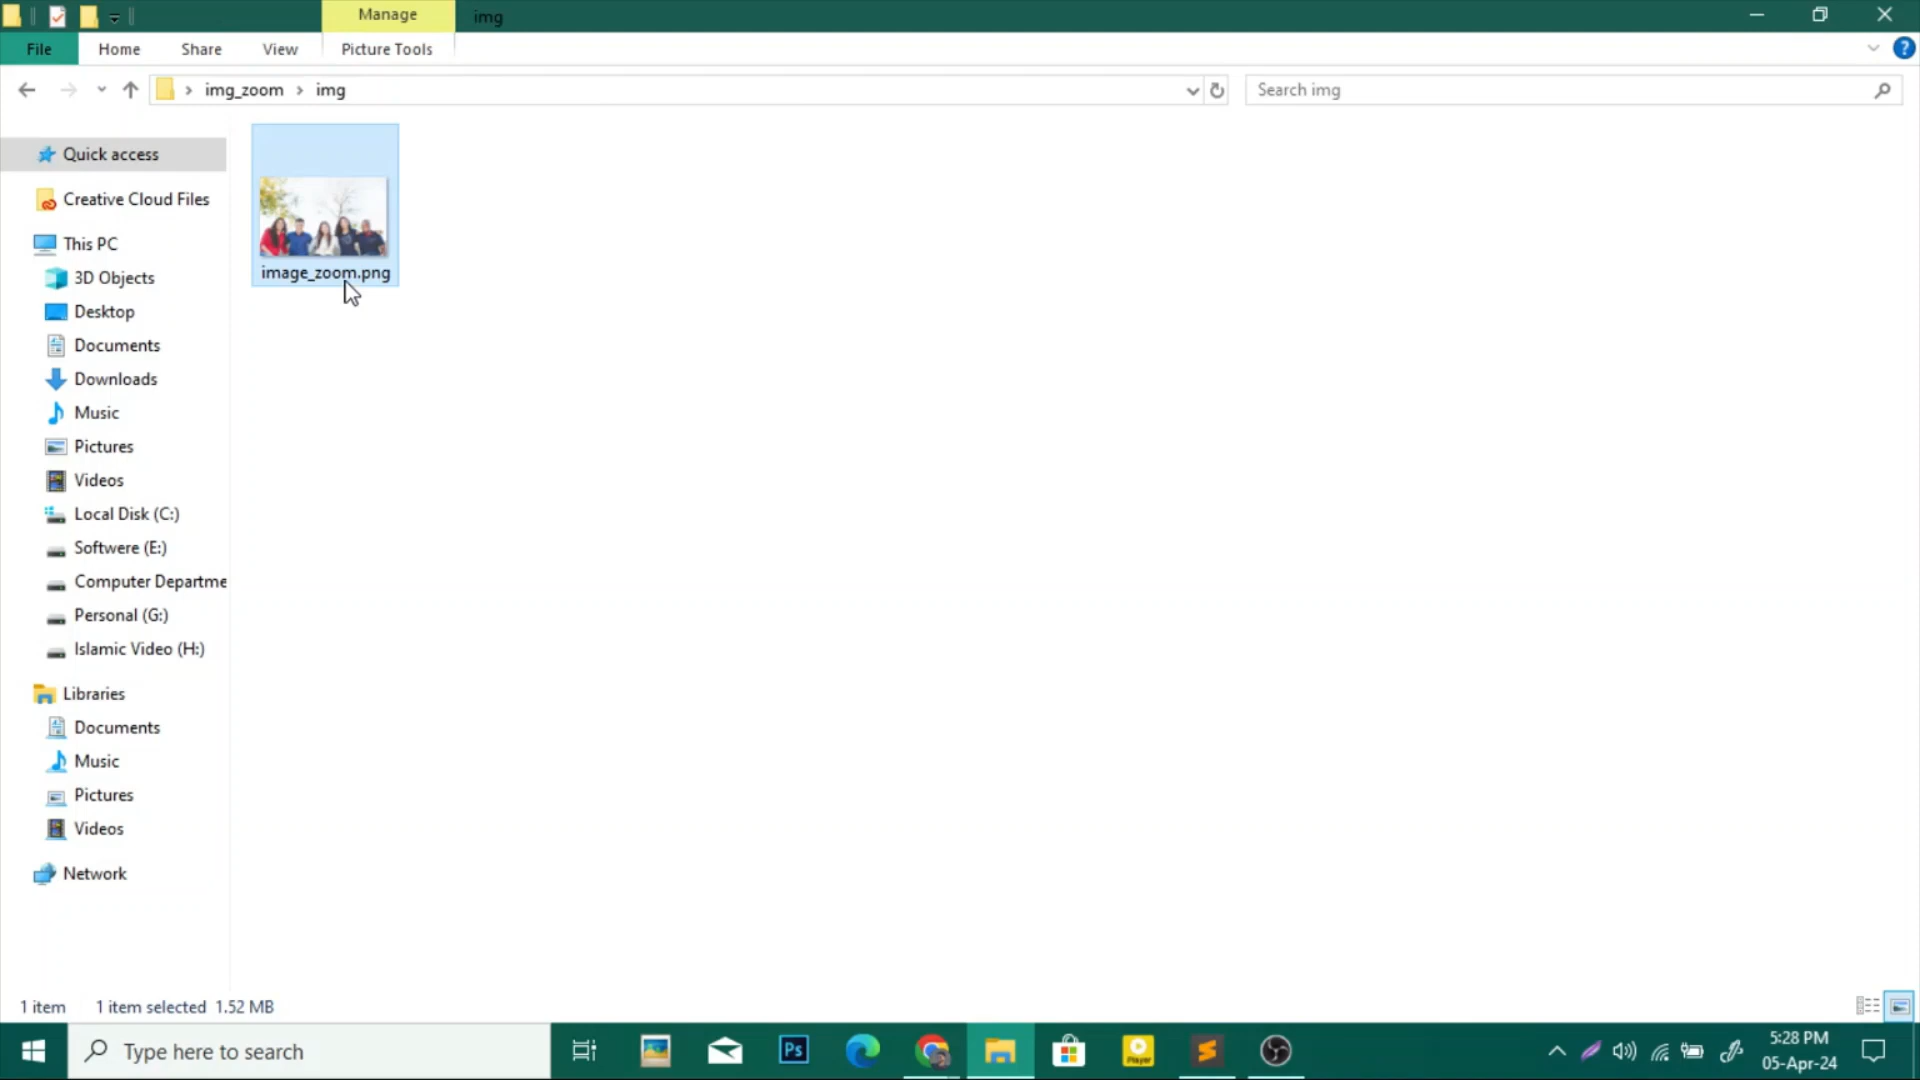 Manage
img
File
Home
Share
View
Picture Tools
img_zoom
img
Search img
Quick access
Creative Cloud Files
This PC
3D Objects
Desktop
Documents
Downloads
Music
Pictures
Videos
Local Disk (C:)
Softwere (E:)
Computer Departme
Personal (G:)
Islamic Video (H:)
Libraries
Documents
Music
Pictures
Videos
Network
image_zoom.png
1 item
1 item selected 1.52 MB
Type here to search
Ps
Player
5:28 PM
05-Apr-24